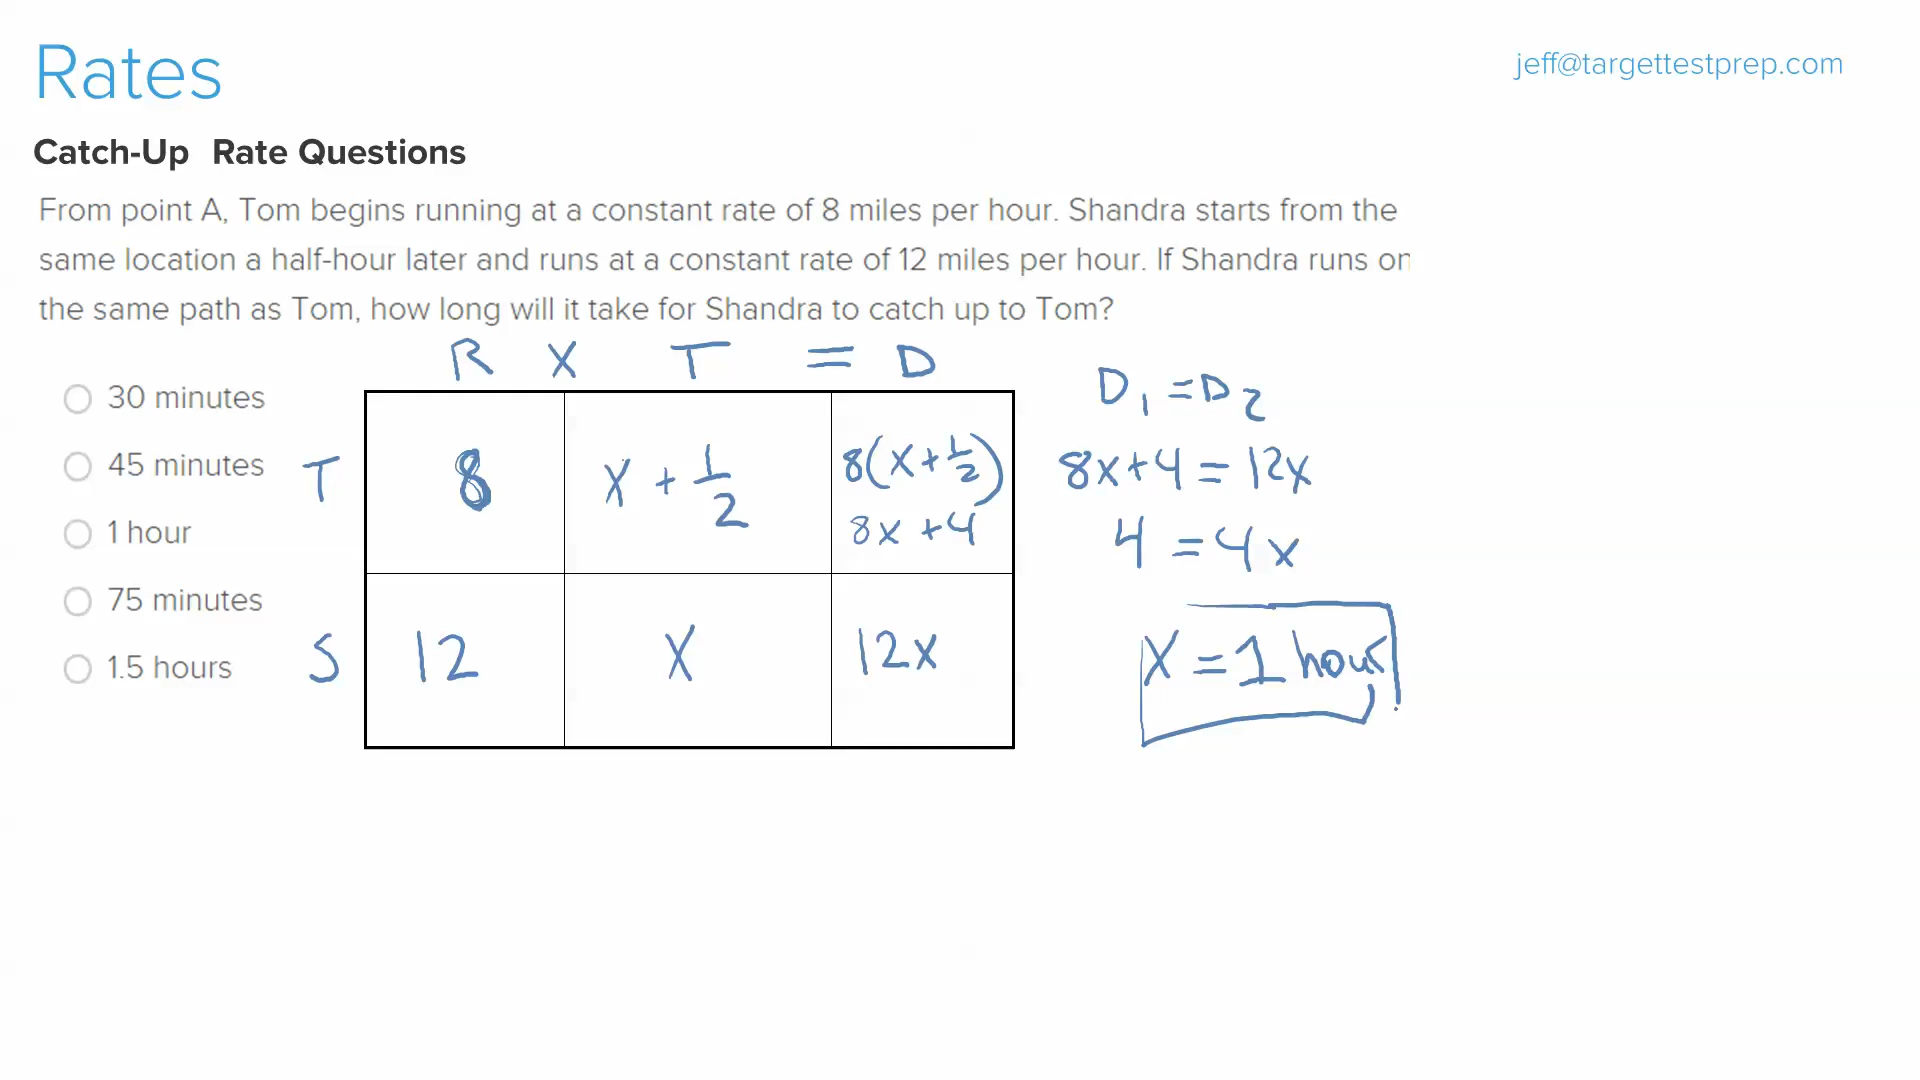 Rates
jeff@targettestprep.com
Catch-Up Rate Questions
From point A, Tom begins running at a constant rate of 8 miles per hour. Shandra starts from the
same location a half-hour later and runs at a constant rate of 12 miles per hour. If Shandra runs on
the same path as Tom, how long will it take for Shandra to catch up to Tom?
30 minutes
45 minutes
1 hour
75 minutes
1.5 hours
R X T = D
T 8 X + 1/2 8(X + 1/2)
8x + 4
S 12 X 12x
D1 = D2
8x + 4 = 12x
4 = 4x
X = 1 hour